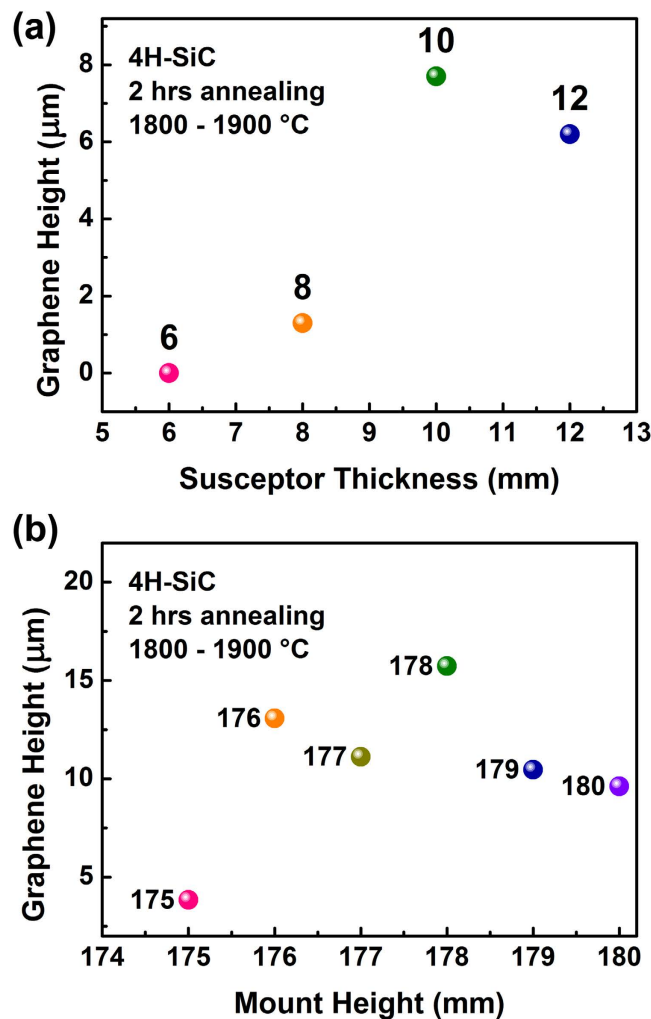 (a)
4H-SiC
2 hrs annealing
1800 - 1900 °C
10
12
8
6
Graphene Height (μm)
8
6
4
2
0
5 6 7 8 9 10 11 12 13
Susceptor Thickness (mm)
(b)
4H-SiC
2 hrs annealing
1800 - 1900 °C
178
176
177
179
180
175
Graphene Height (μm)
20
15
10
5
174 175 176 177 178 179 180
Mount Height (mm)